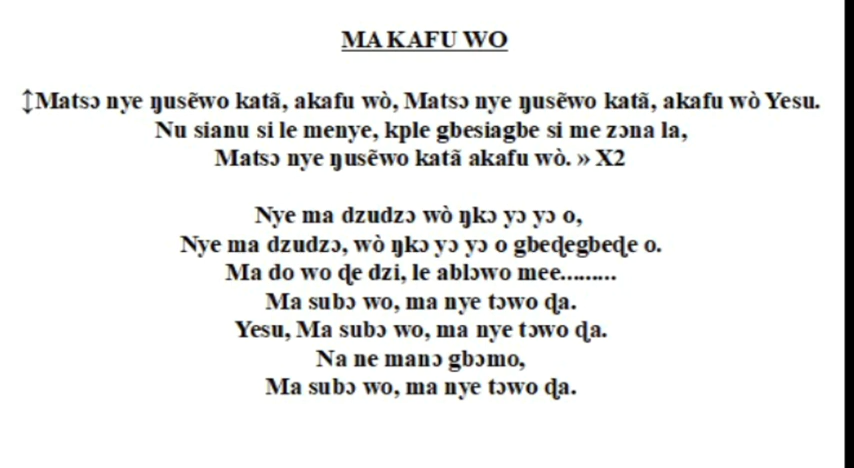 MA KAFU WO
↕Matsɔ nye ŋusẽwo katã, akafu wò, Matsɔ nye ŋusẽwo katã, akafu wò Yesu.
Nu sianu si le menye, kple gbesiagbe si me zɔna la,
Matsɔ nye ŋusẽwo katã akafu wò. » X2
Nye ma dzudzɔ wò ŋkɔ yɔ yɔ o,
Nye ma dzudzɔ, wò ŋkɔ yɔ yɔ o gbeɖegbeɖe o.
Ma do wo ɖe dzi, le ablɔwo mee.........
Ma subɔ wo, ma nye tɔwo ɖa.
Yesu, Ma subɔ wo, ma nye tɔwo ɖa.
Na ne manɔ gbɔmo,
Ma subɔ wo, ma nye tɔwo ɖa.